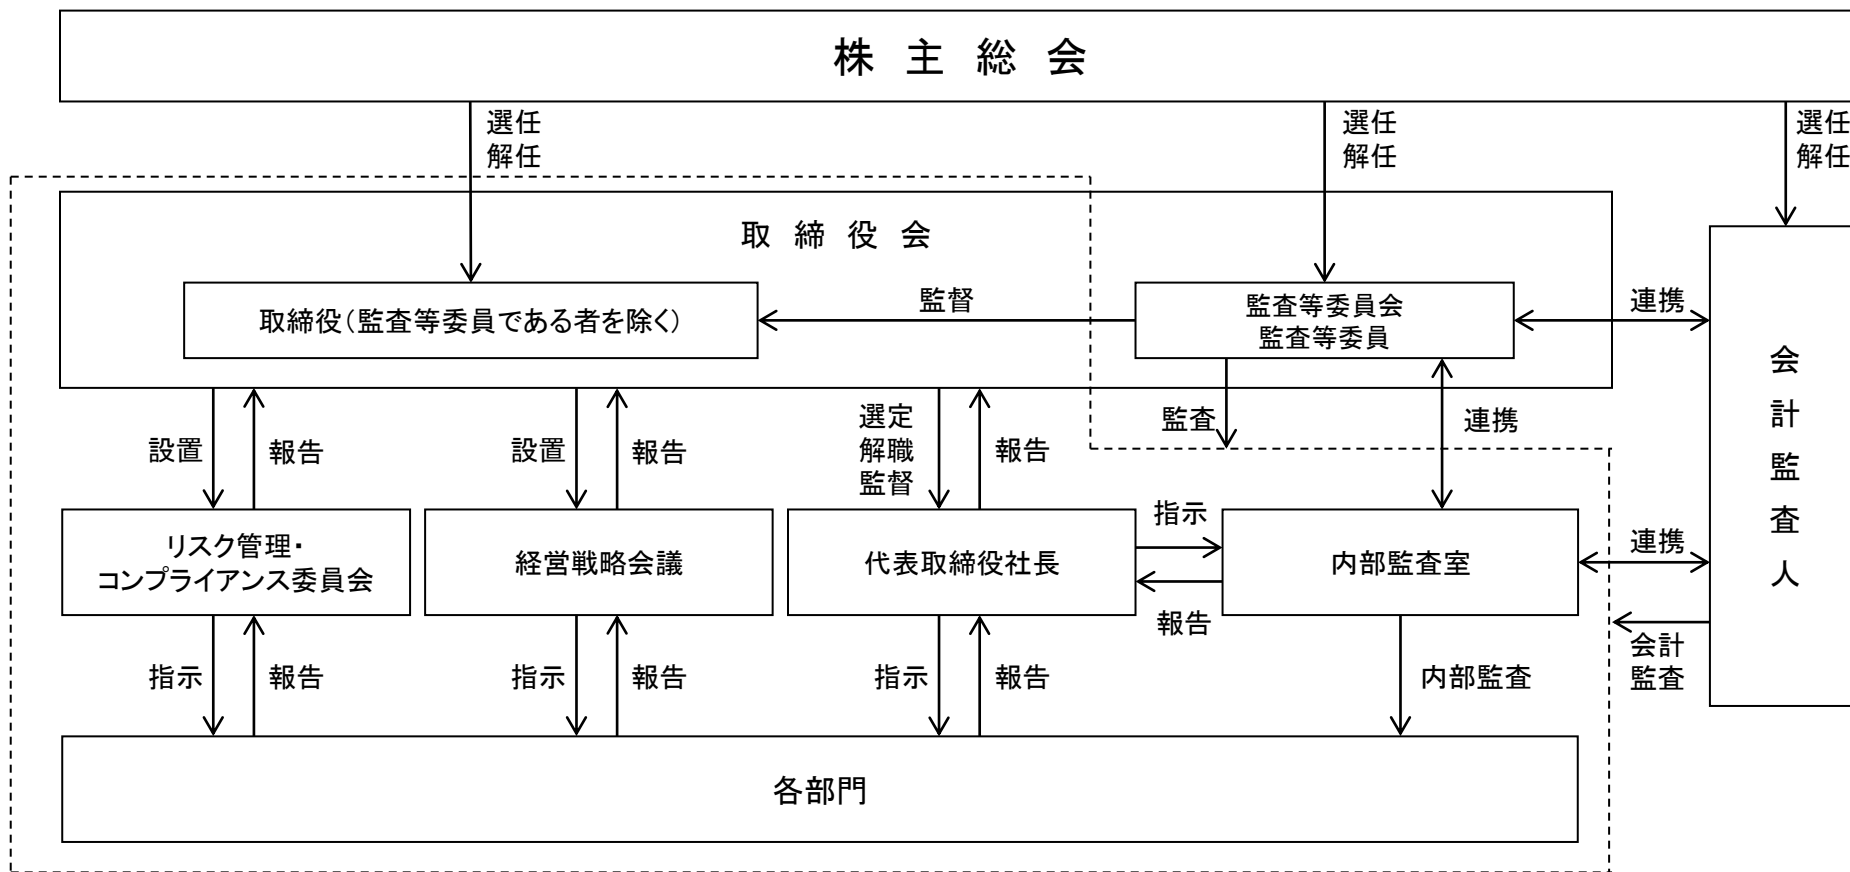 株主総会
選任
解任
選任
解任
選任
解任
取締役会
取締役（監査等委員である者を除く）
監督
監査等委員会
監査等委員
連携
会計監査人
設置
報告
設置
報告
選定
解職
監督
報告
監査
連携
リスク管理・
コンプライアンス委員会
経営戦略会議
代表取締役社長
指示
報告
内部監査室
連携
会計
監査
指示
報告
指示
報告
指示
報告
内部監査
各部門